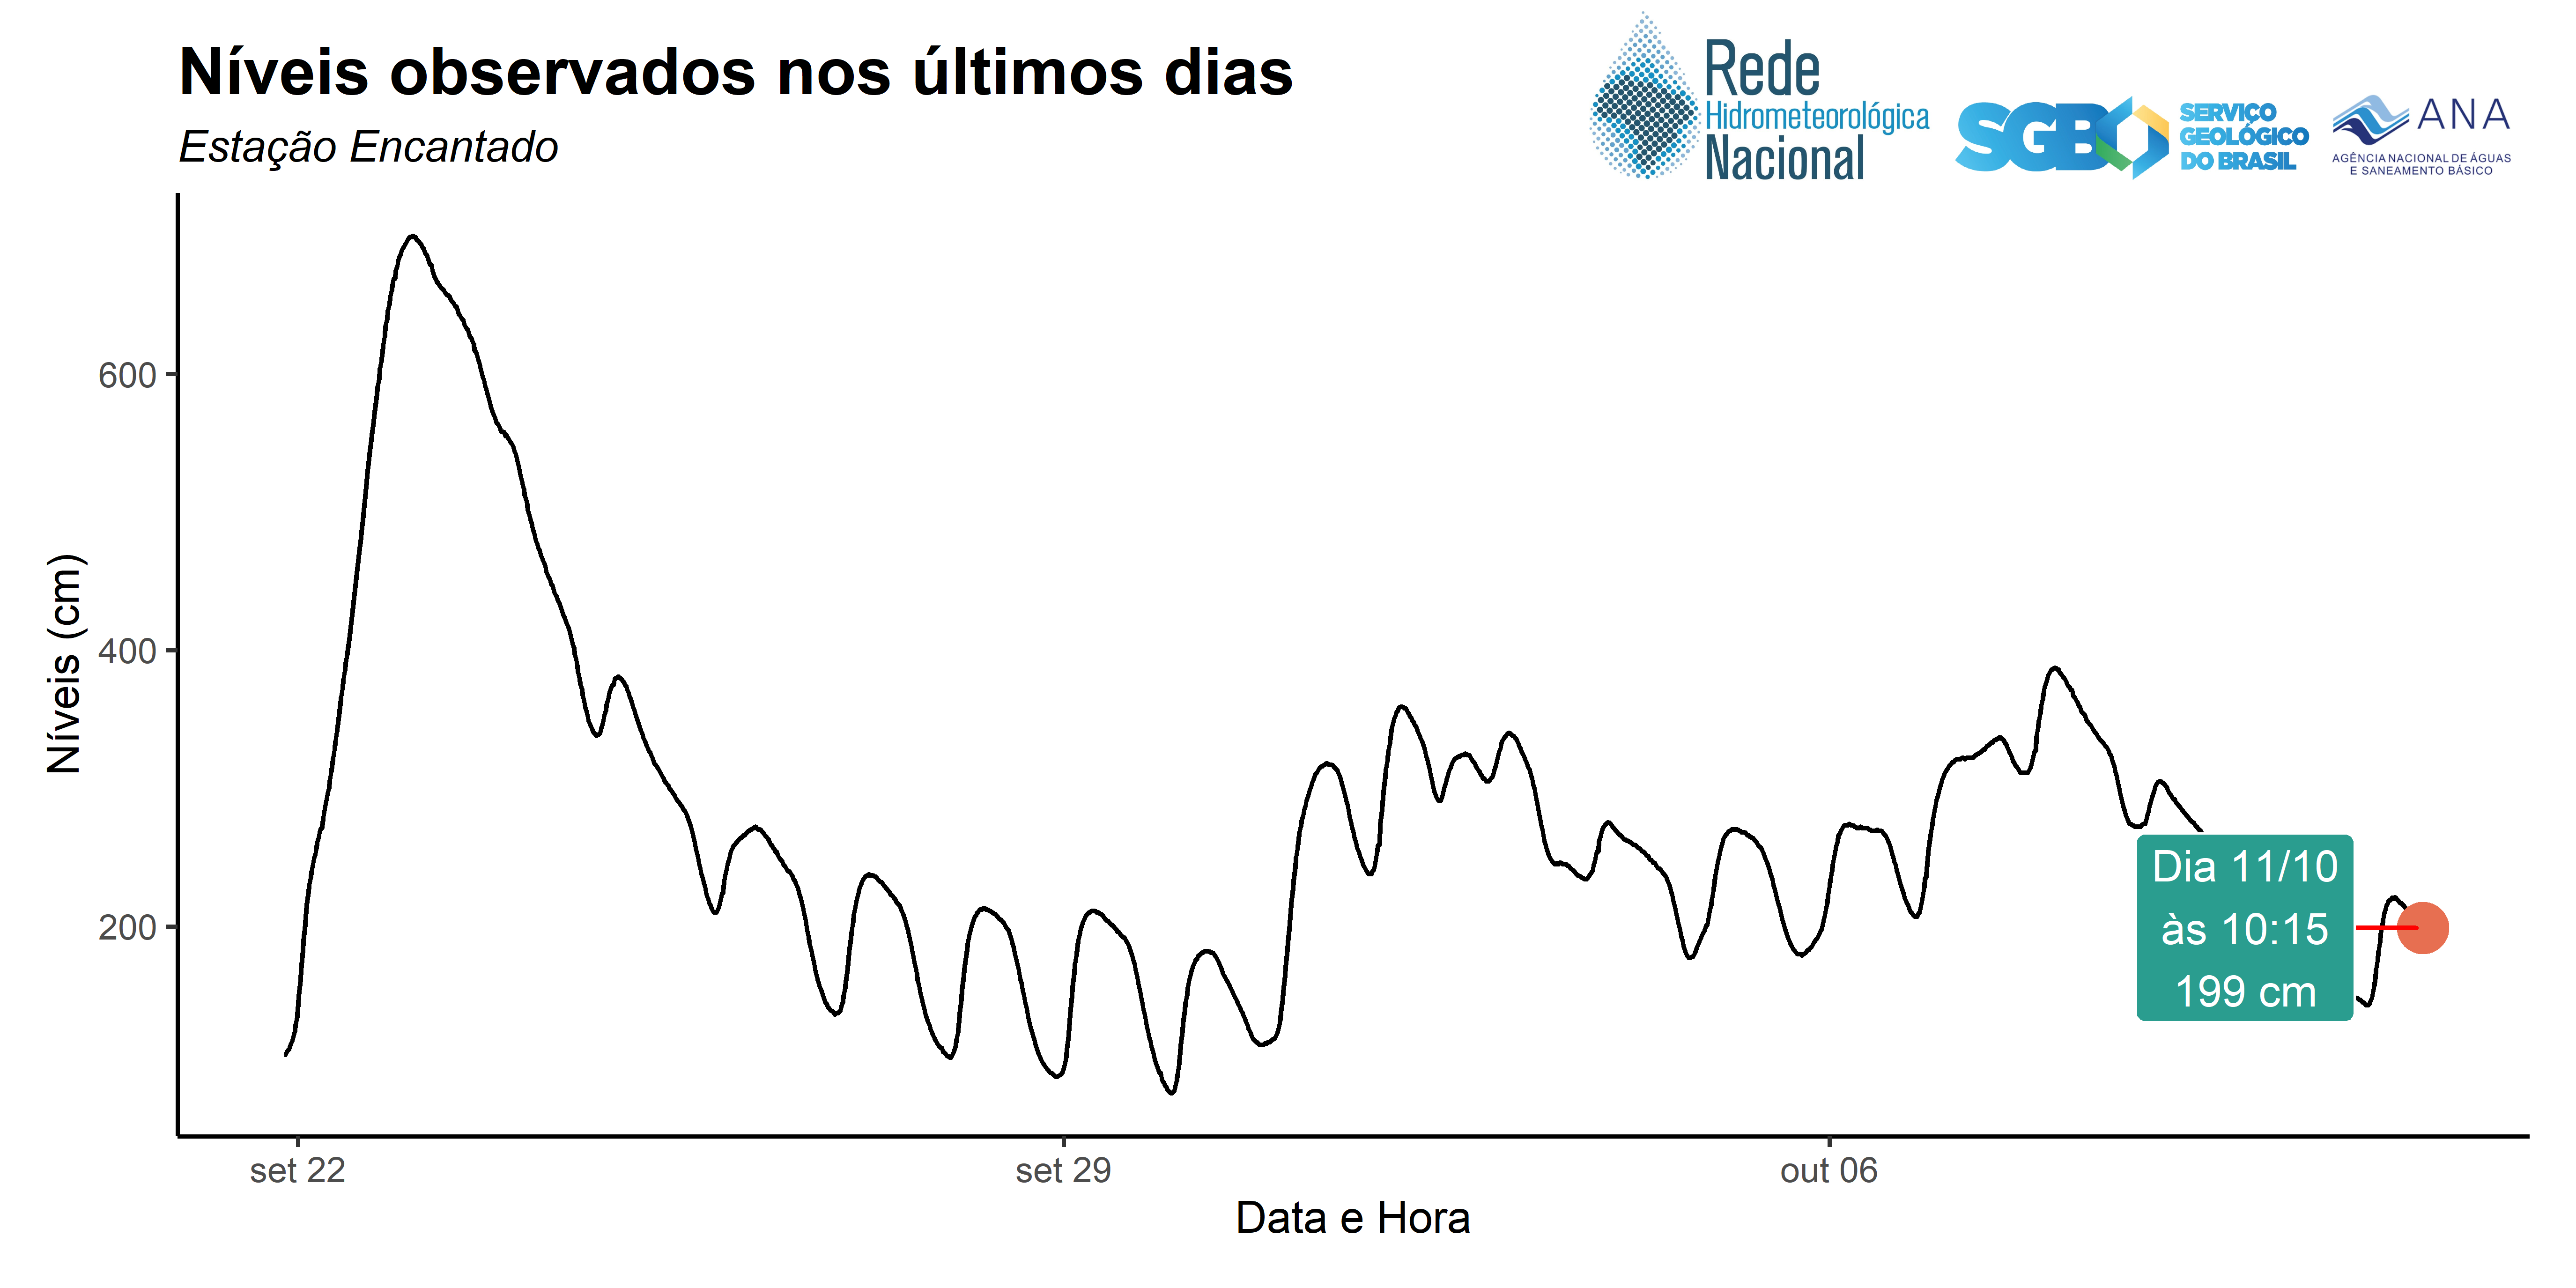 Níveis observados nos últimos dias
Estação Encantado
Rede
Hidrometeorológica
Nacional
SGB
SERVIÇO
GEOLÓGICO
DO BRASIL
ANA
AGÊNCIA NACIONAL DE ÁGUAS
E SANEAMENTO BÁSICO
Níveis (cm)
600
400
200
Dia 11/10
às 10:15
199 cm
set 22
set 29
out 06
Data e Hora